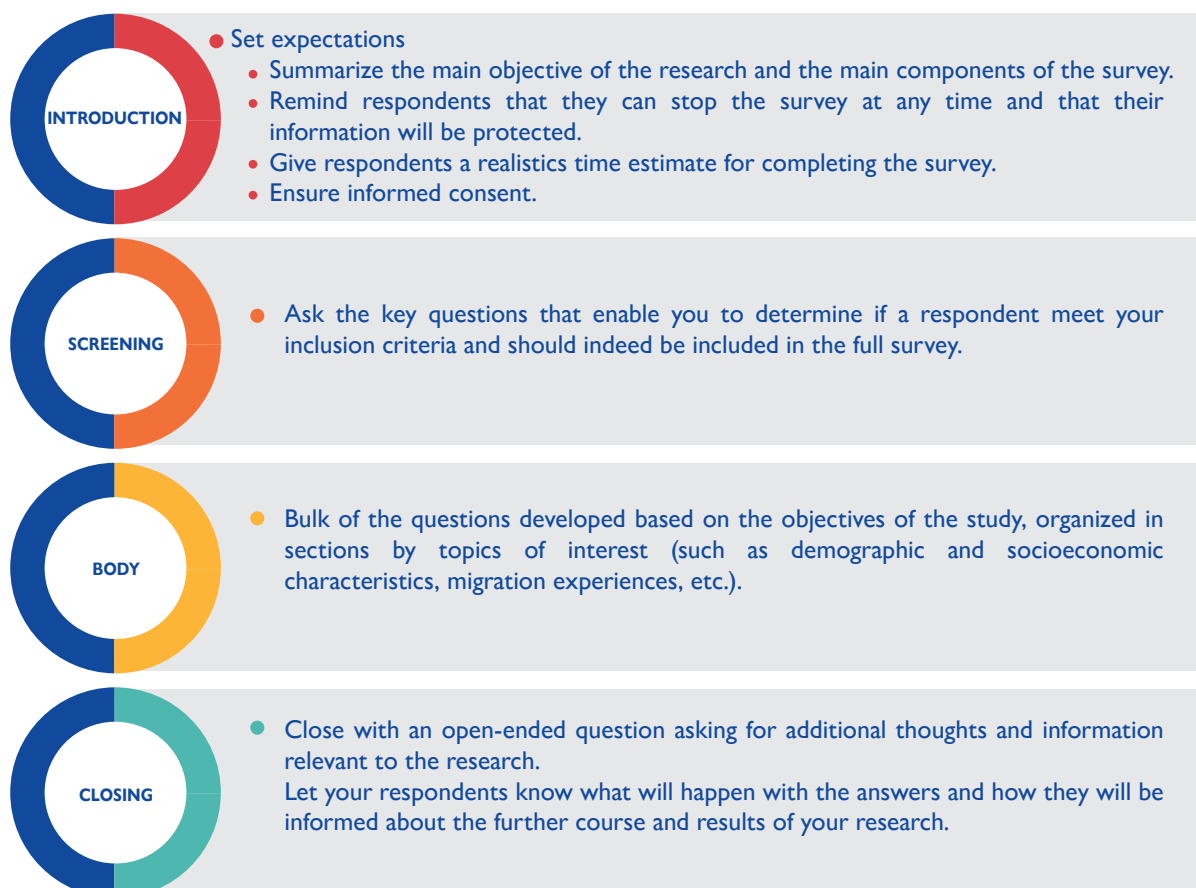 INTRODUCTION
Set expectations
Summarize the main objective of the research and the main components of the survey.
Remind respondents that they can stop the survey at any time and that their
information will be protected.
Give respondents a realistics time estimate for completing the survey.
Ensure informed consent.
SCREENING
Ask the key questions that enable you to determine if a respondent meet your
inclusion criteria and should indeed be included in the full survey.
BODY
Bulk of the questions developed based on the objectives of the study, organized in
sections by topics of interest (such as demographic and socioeconomic
characteristics, migration experiences, etc.).
CLOSING
Close with an open-ended question asking for additional thoughts and information
relevant to the research.
Let your respondents know what will happen with the answers and how they will be
informed about the further course and results of your research.